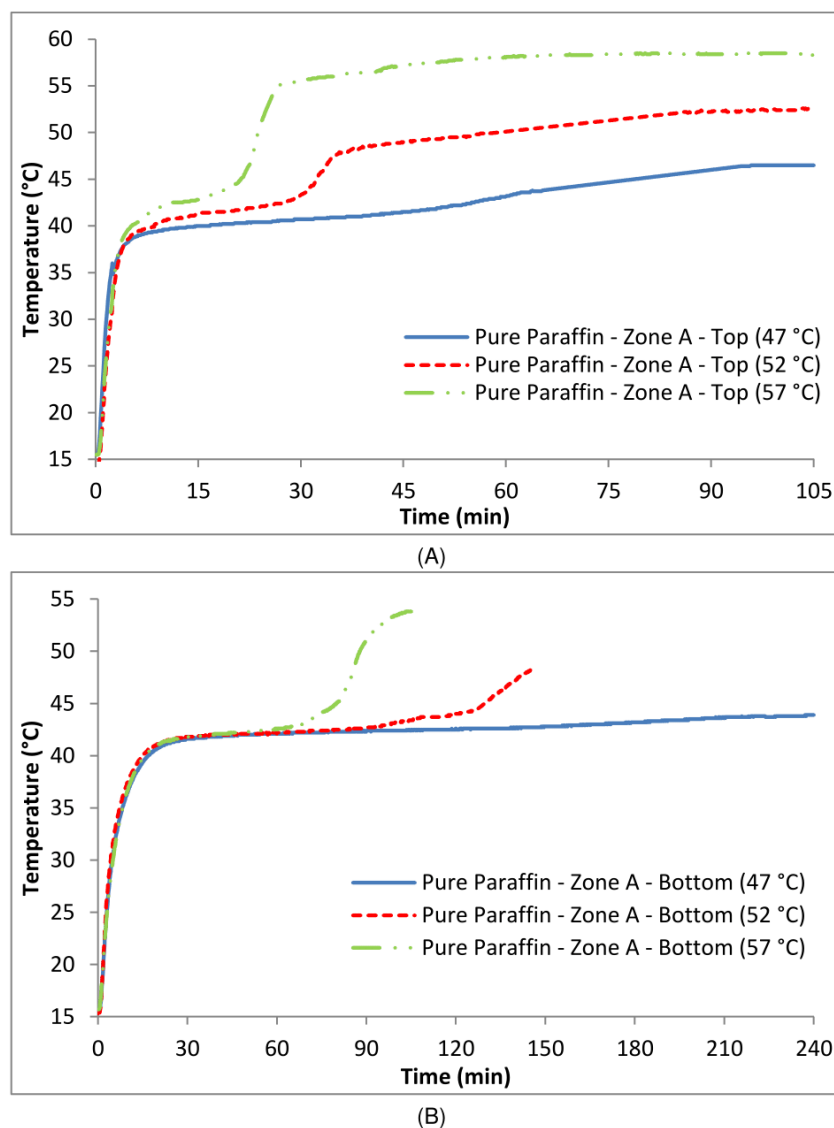 60
55
50
45
40
35
30
25
20
15
Temperature (°C)
Pure Paraffin - Zone A - Top (47 °C)
Pure Paraffin - Zone A - Top (52 °C)
Pure Paraffin - Zone A - Top (57 °C)
0 15 30 45 60 75 90 105
Time (min)
(A)
55
50
45
40
35
30
25
20
15
Temperature (°C)
Pure Paraffin - Zone A - Bottom (47 °C)
Pure Paraffin - Zone A - Bottom (52 °C)
Pure Paraffin - Zone A - Bottom (57 °C)
0 30 60 90 120 150 180 210 240
Time (min)
(B)